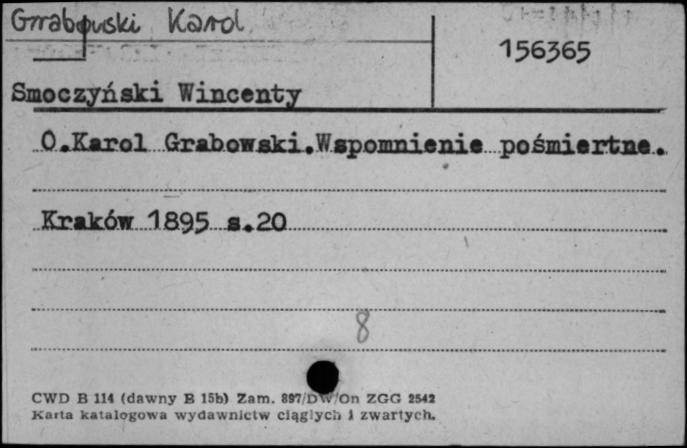 Grabowski Karol
156365
Smoczyński Wincenty
O.Karol Grabowski.Wspomnienie pośmiertne.
Kraków 1895 s.20
8
CWD B 114 (dawny B 15b) Zam. 897/DW/On ZGG 2542
Karta katalogowa wydawnictw ciągłych i zwartych.